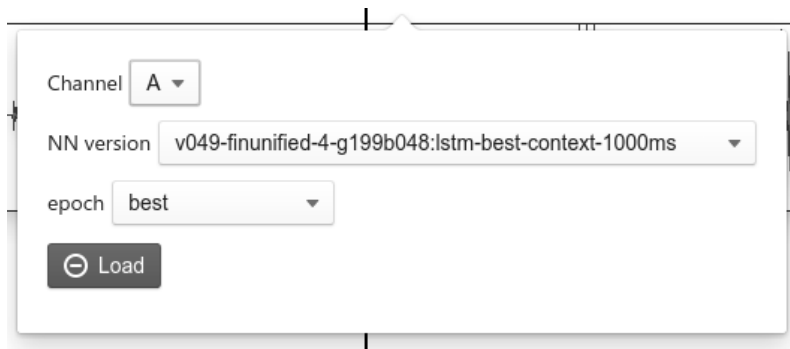 Channel A
NN version v049-finunified-4-g199b048:lstm-best-context-1000ms
epoch best
Load